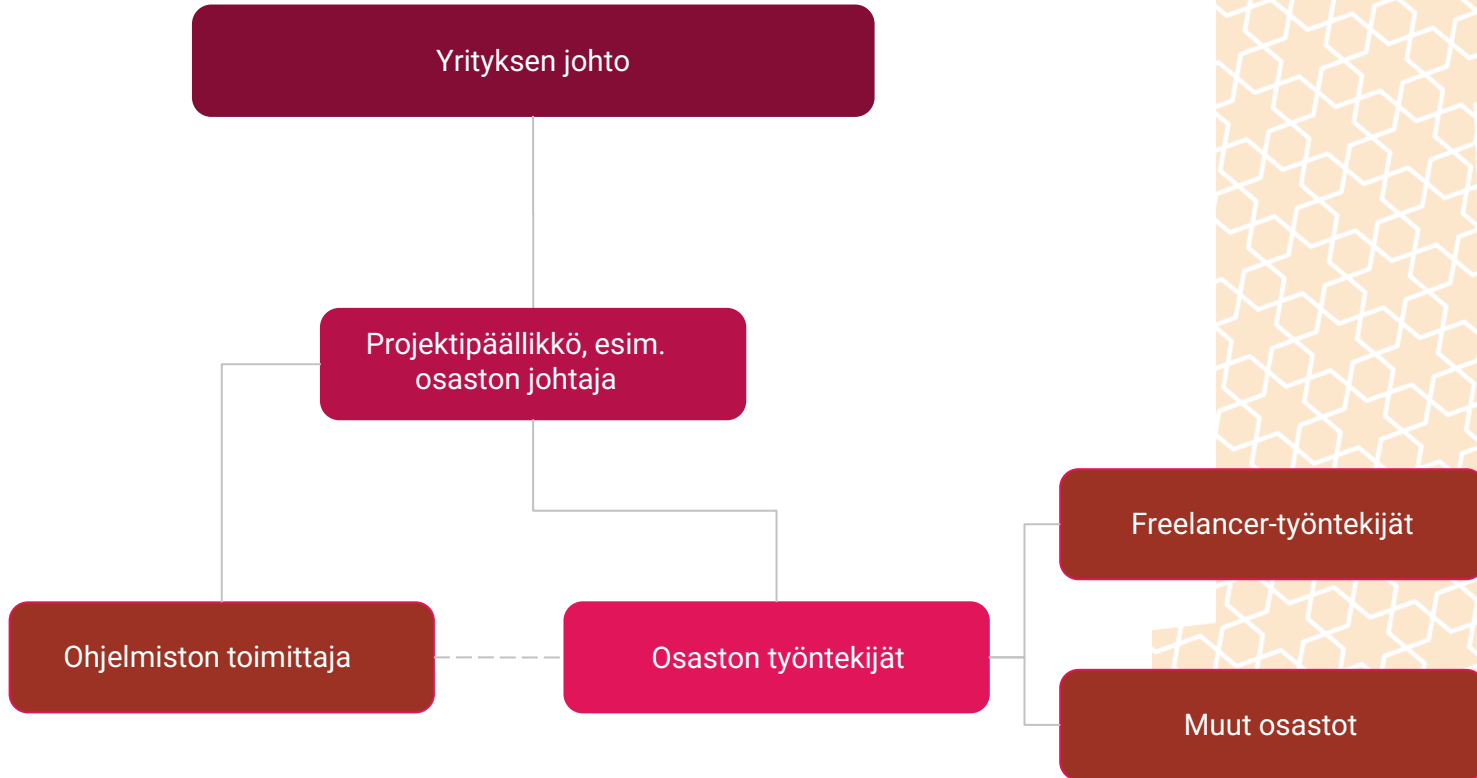 Yrityksen johto
Projektipäällikkö, esim.
osaston johtaja
Freelancer-työntekijät
Ohjelmiston toimittaja
Osaston työntekijät
Muut osastot